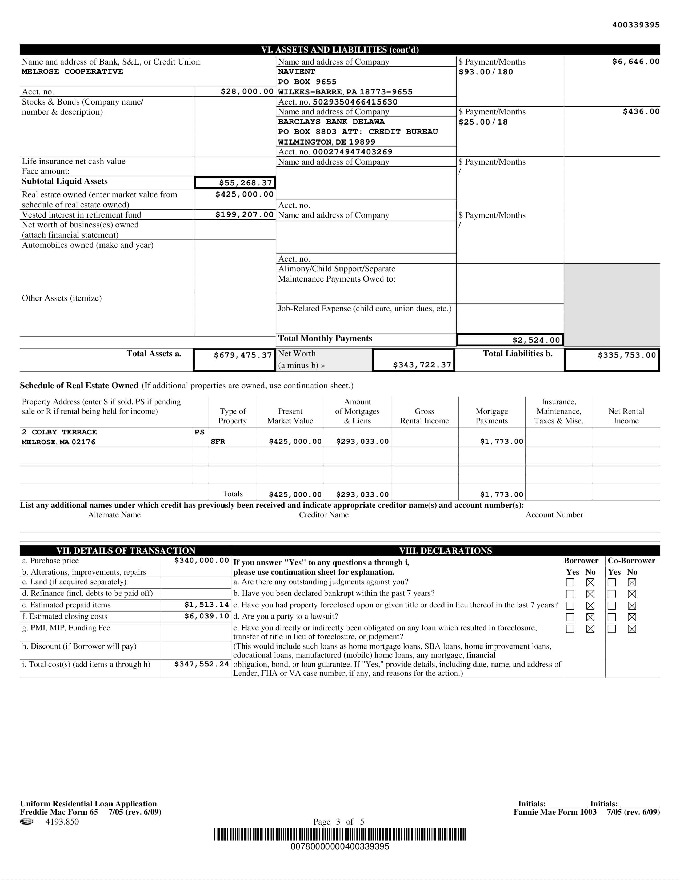 400339395
VI. ASSETS AND LIABILITIES (cont'd)
Name and address of Bank, S&L, or Credit Union
MELROSE COOPERATIVE
Name and address of Company
NAVIENT
PO BOX 9655
WILKES-BARRE, PA 18773-9655
$ Payment/Months
$93.00/180
$6,646.00
Acct. no.
$28,000.00
Acct. no. 5029350466415630
Stocks & Bonds (Company name/
number & description)
Name and address of Company
BARCLAYS BANK DELAWA
PO BOX 8803 ATT: CREDIT BUREAU
WILMINGTON, DE 19899
Acct. no. 000274947403269
$ Payment/Months
$25.00/18
$436.00
Life insurance net cash value
Face amount:
Name and address of Company
$ Payment/Months
/
Subtotal Liquid Assets
$55,268.37
Real estate owned (enter market value from
schedule of real estate owned)
$425,000.00
Acct. no.
Vested interest in retirement fund
$199,207.00
Name and address of Company
$ Payment/Months
/
Net worth of business(es) owned
(attach financial statement)
Automobiles owned (make and year)
Acct. no.
Alimony/Child Support/Separate
Maintenance Payments Owed to:
Other Assets (itemize)
Job-Related Expense (child care, union dues, etc.)
Total Monthly Payments
$2,524.00
Total Assets a.
$679,475.37
Net Worth
(a minus b) »
$343,722.37
Total Liabilities b.
$335,753.00
Schedule of Real Estate Owned (If additional properties are owned, use continuation sheet.)
Property Address (enter S if sold, PS if pending
sale or R if rental being held for income)
Type of
Property
Present
Market Value
Amount
of Mortgages
& Liens
Gross
Rental Income
Mortgage
Payments
Insurance,
Maintenance,
Taxes & Misc.
Net Rental
Income
2 COLBY TERRACE PS
MELROSE, MA 02176 SFR $425,000.00 $293,033.00 $1,773.00
Totals $425,000.00 $293,033.00 $1,773.00
List any additional names under which credit has previously been received and indicate appropriate creditor name(s) and account number(s):
Alternate Name Creditor Name Account Number
VII. DETAILS OF TRANSACTION
a. Purchase price $340,000.00
b. Alterations, improvements, repairs
c. Land (if acquired separately)
d. Refinance (incl. debts to be paid off)
e. Estimated prepaid items $1,513.14
f. Estimated closing costs $6,039.10
g. PMI, MIP, Funding Fee
h. Discount (if Borrower will pay)
i. Total cost(s) (add items a through h) $347,552.24
VIII. DECLARATIONS
If you answer "Yes" to any questions a through i,
please use continuation sheet for explanation.
Borrower Co-Borrower
Yes No Yes No
a. Are there any outstanding judgments against you?
b. Have you been declared bankrupt within the past 7 years?
c. Have you had property foreclosed upon or given title or deed in lieu thereof in the last 7 years?
d. Are you a party to a lawsuit?
e. Have you directly or indirectly been obligated on any loan which resulted in foreclosure,
transfer of title in lieu of foreclosure, or judgment?
(This would include such loans as home mortgage loans, SBA loans, home improvement loans,
educational loans, manufactured (mobile) home loans, any mortgage, financial
obligation, bond, or loan guarantee. If "Yes," provide details, including date, name, and address of
Lender, FHA or VA case number, if any, and reasons for the action.)
Uniform Residential Loan Application
Freddie Mac Form 65 7/05 (rev. 6/09)
4193.850
Page 3 of 5
Initials: Initials:
Fannie Mae Form 1003 7/05 (rev. 6/09)
00780000000400339395